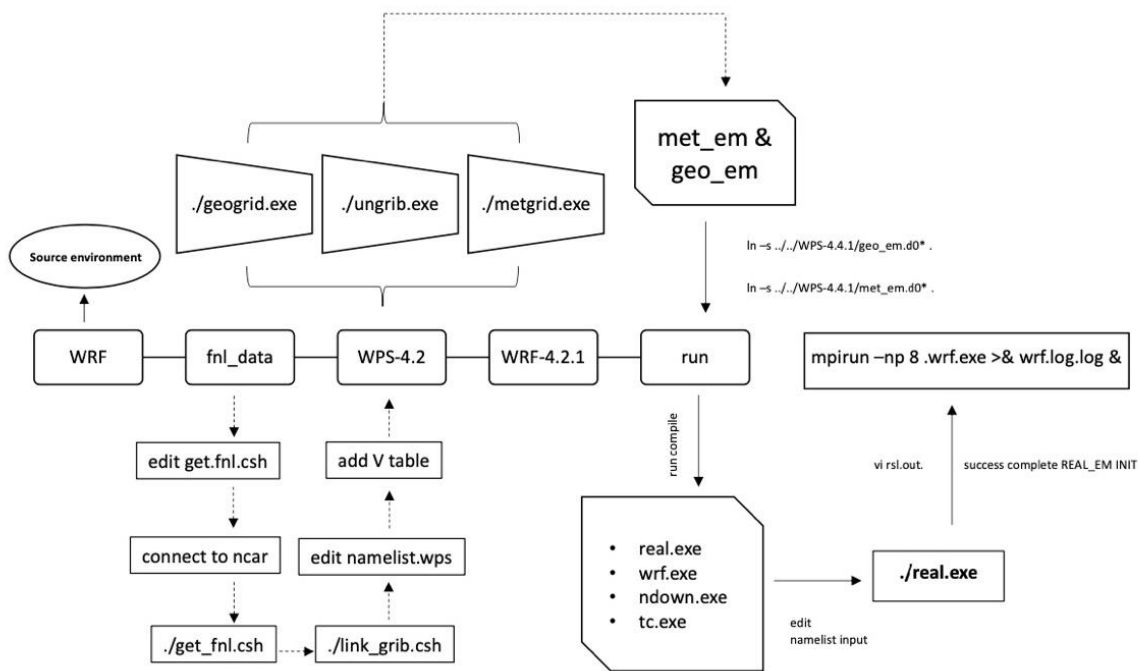 met_em &
geo_em
./geogrid.exe
./ungrib.exe
./metgrid.exe
ln –s ../../WPS-4.4.1/geo_em.d0* .
ln –s ../../WPS-4.4.1/met_em.d0* .
Source environment
WRF
fnl_data
WPS-4.2
WRF-4.2.1
run
mpirun –np 8 .wrf.exe >& wrf.log.log &
edit get.fnl.csh
add V table
run compile
vi rsl.out.
success complete REAL_EM INIT
connect to ncar
edit namelist.wps
• real.exe
• wrf.exe
• ndown.exe
• tc.exe
./real.exe
edit
namelist input
./get_fnl.csh
./link_grib.csh